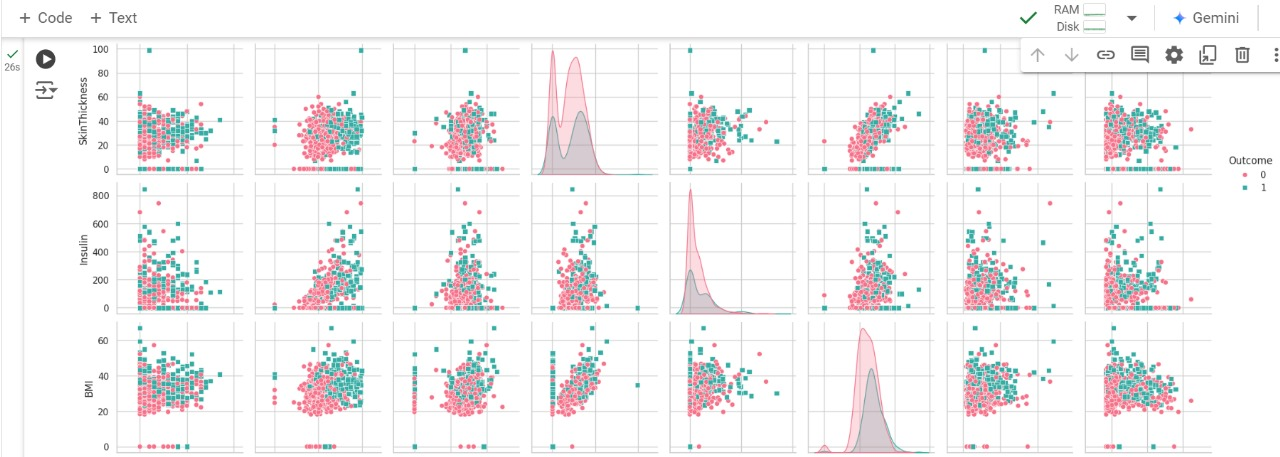 + Code + Text
RAM
Disk
Gemini
26s
100
80
60
40
20
0
SkinThickness
800
600
400
200
0
Insulin
60
40
20
0
BMI
Outcome
0
1